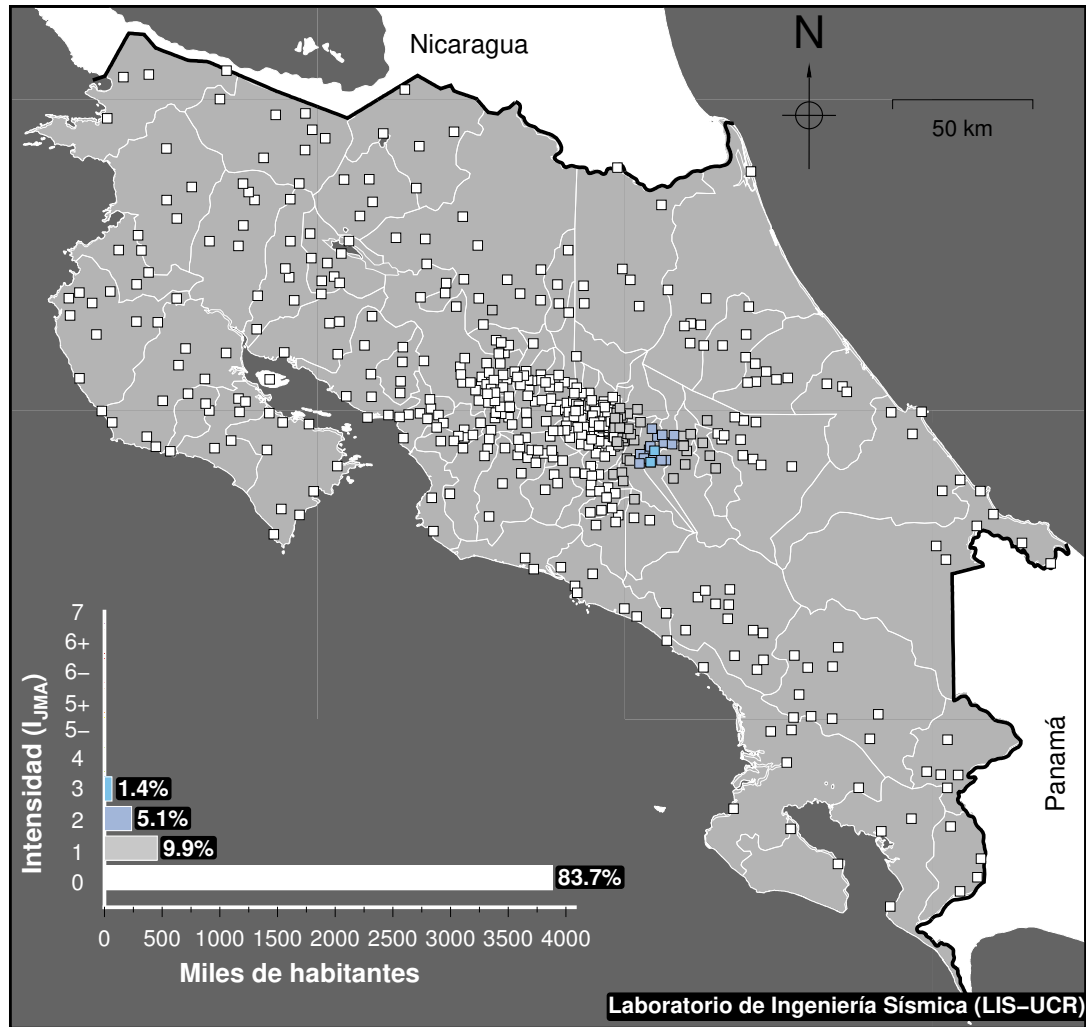 Nicaragua
N
50 km
Panamá
Intensidad (I_JMA)
7
6+
6−
5+
5−
4
3
2
1
0
1.4%
5.1%
9.9%
83.7%
0 500 1000 1500 2000 2500 3000 3500 4000
Miles de habitantes
Laboratorio de Ingeniería Sísmica (LIS−UCR)